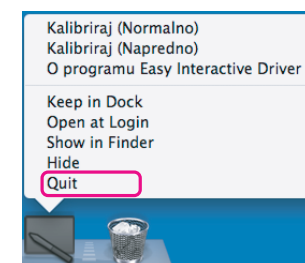 Kalibriraj (Normalno)
Kalibriraj (Napredno)
O programu Easy Interactive Driver
Keep in Dock
Open at Login
Show in Finder
Hide
Quit